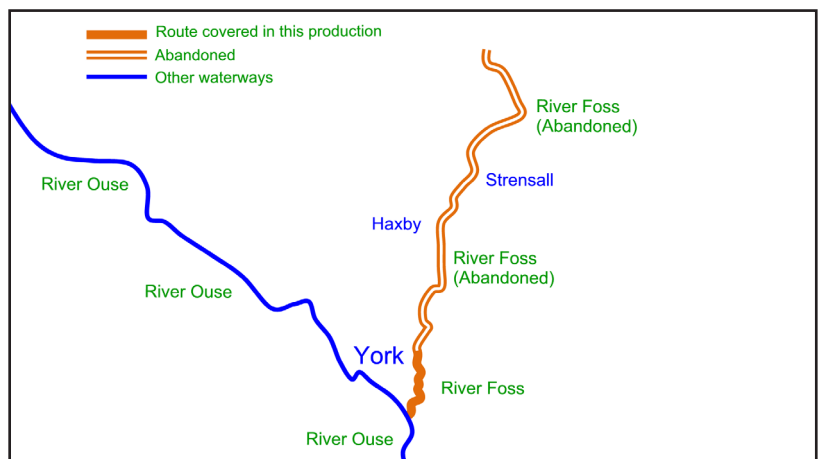 Route covered in this production
Abandoned
Other waterways
River Foss
(Abandoned)
River Ouse
Strensall
Haxby
River Foss
(Abandoned)
River Ouse
York
River Foss
River Ouse